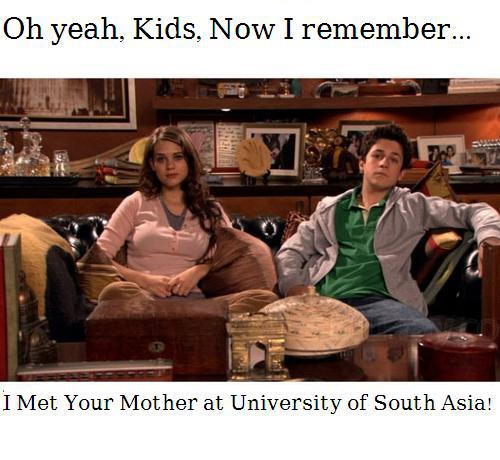 Oh yeah, Kids, Now I remember...
I Met Your Mother at University of South Asia!